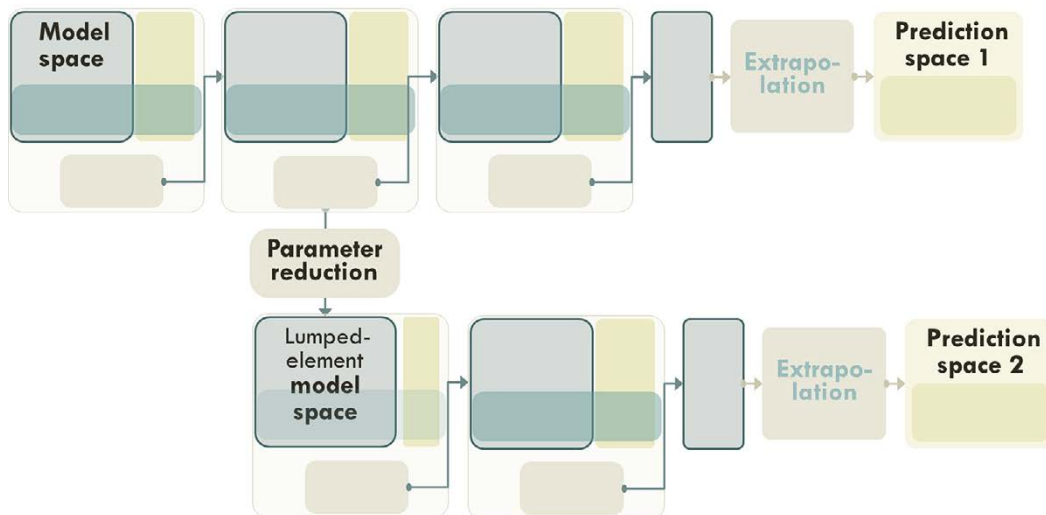 Model
space
Extrapo-
lation
Prediction
space 1
Parameter
reduction
Lumped-
element
model
space
Extrapo-
lation
Prediction
space 2